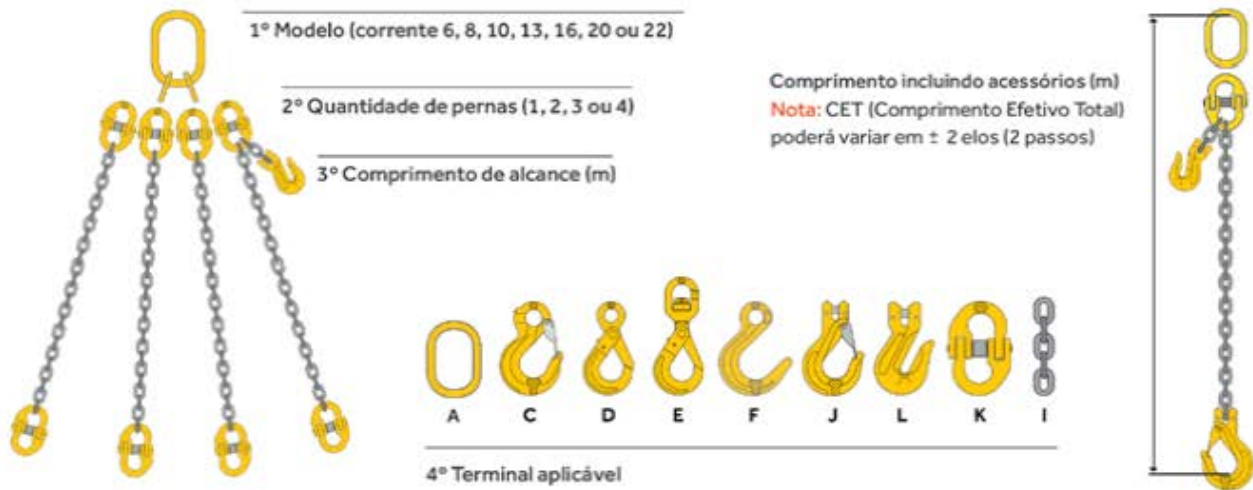 1º Modelo (corrente 6, 8, 10, 13, 16, 20 ou 22)
2º Quantidade de pernas (1, 2, 3 ou 4)
3º Comprimento de alcance (m)
Comprimento incluindo acessórios (m)
Nota: CET (Comprimento Efetivo Total)
poderá variar em ± 2 elos (2 passos)
A C D E F J L K I
4º Terminal aplicável